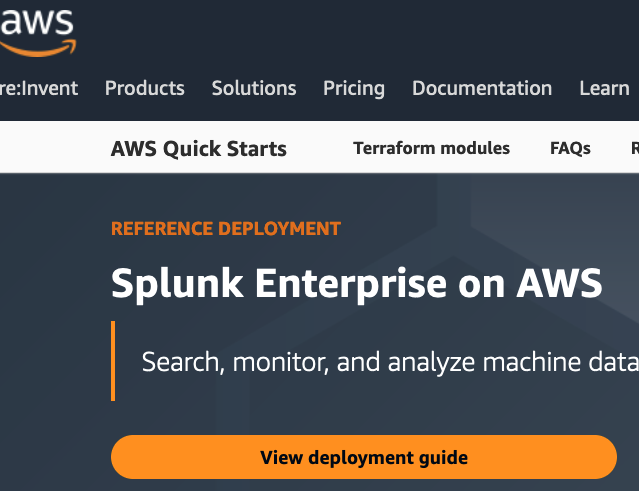 aws
re:Invent Products Solutions Pricing Documentation Learn
AWS Quick Starts Terraform modules FAQs
REFERENCE DEPLOYMENT
Splunk Enterprise on AWS
Search, monitor, and analyze machine data
View deployment guide